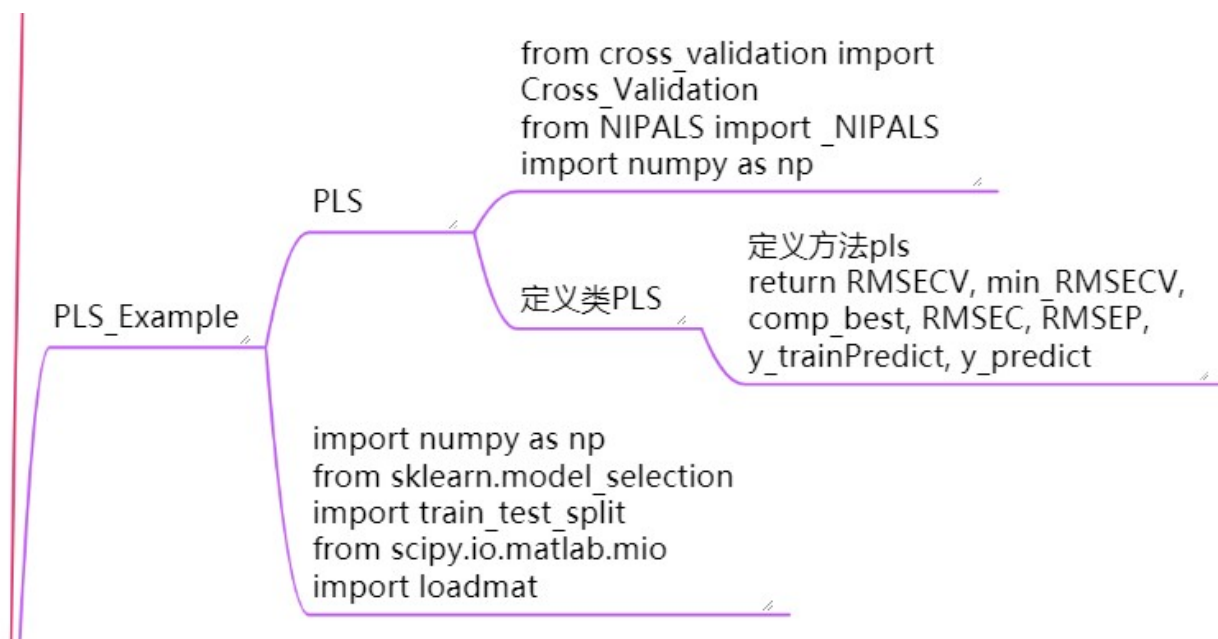 from cross_validation import
Cross_Validation
from NIPALS import _NIPALS
import numpy as np
PLS
定义方法pls
return RMSECV, min_RMSECV,
comp_best, RMSEC, RMSEP,
y_trainPredict, y_predict
定义类PLS
PLS_Example
import numpy as np
from sklearn.model_selection
import train_test_split
from scipy.io.matlab.mio
import loadmat